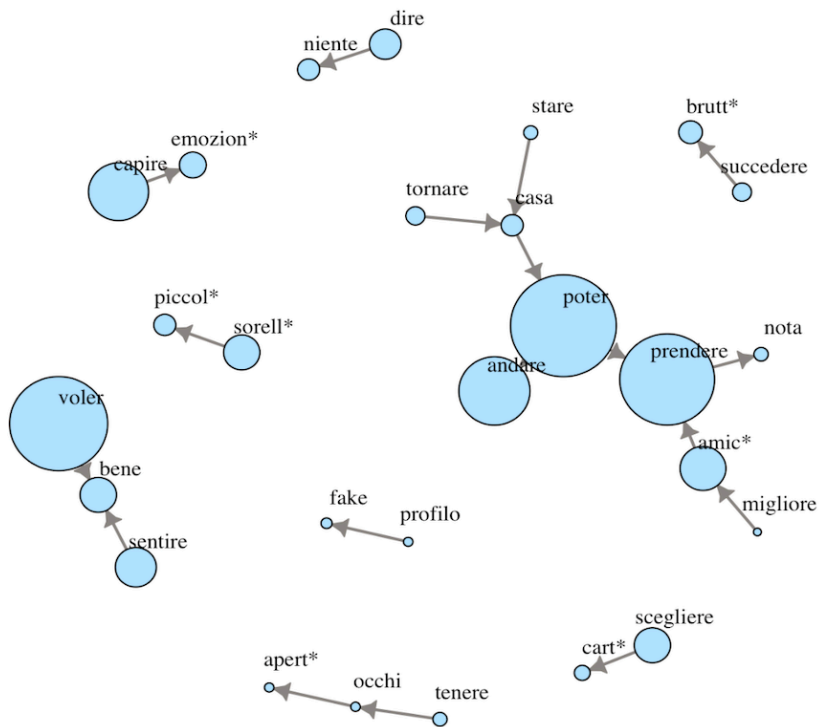 dire
niente
stare
brutt*
emozion*
capire
succedere
tornare
casa
piccol*
poter
sorell*
nota
prendere
andare
voler
amic*
bene
fake
migliore
profilo
sentire
scegliere
cart*
apert*
occhi
tenere